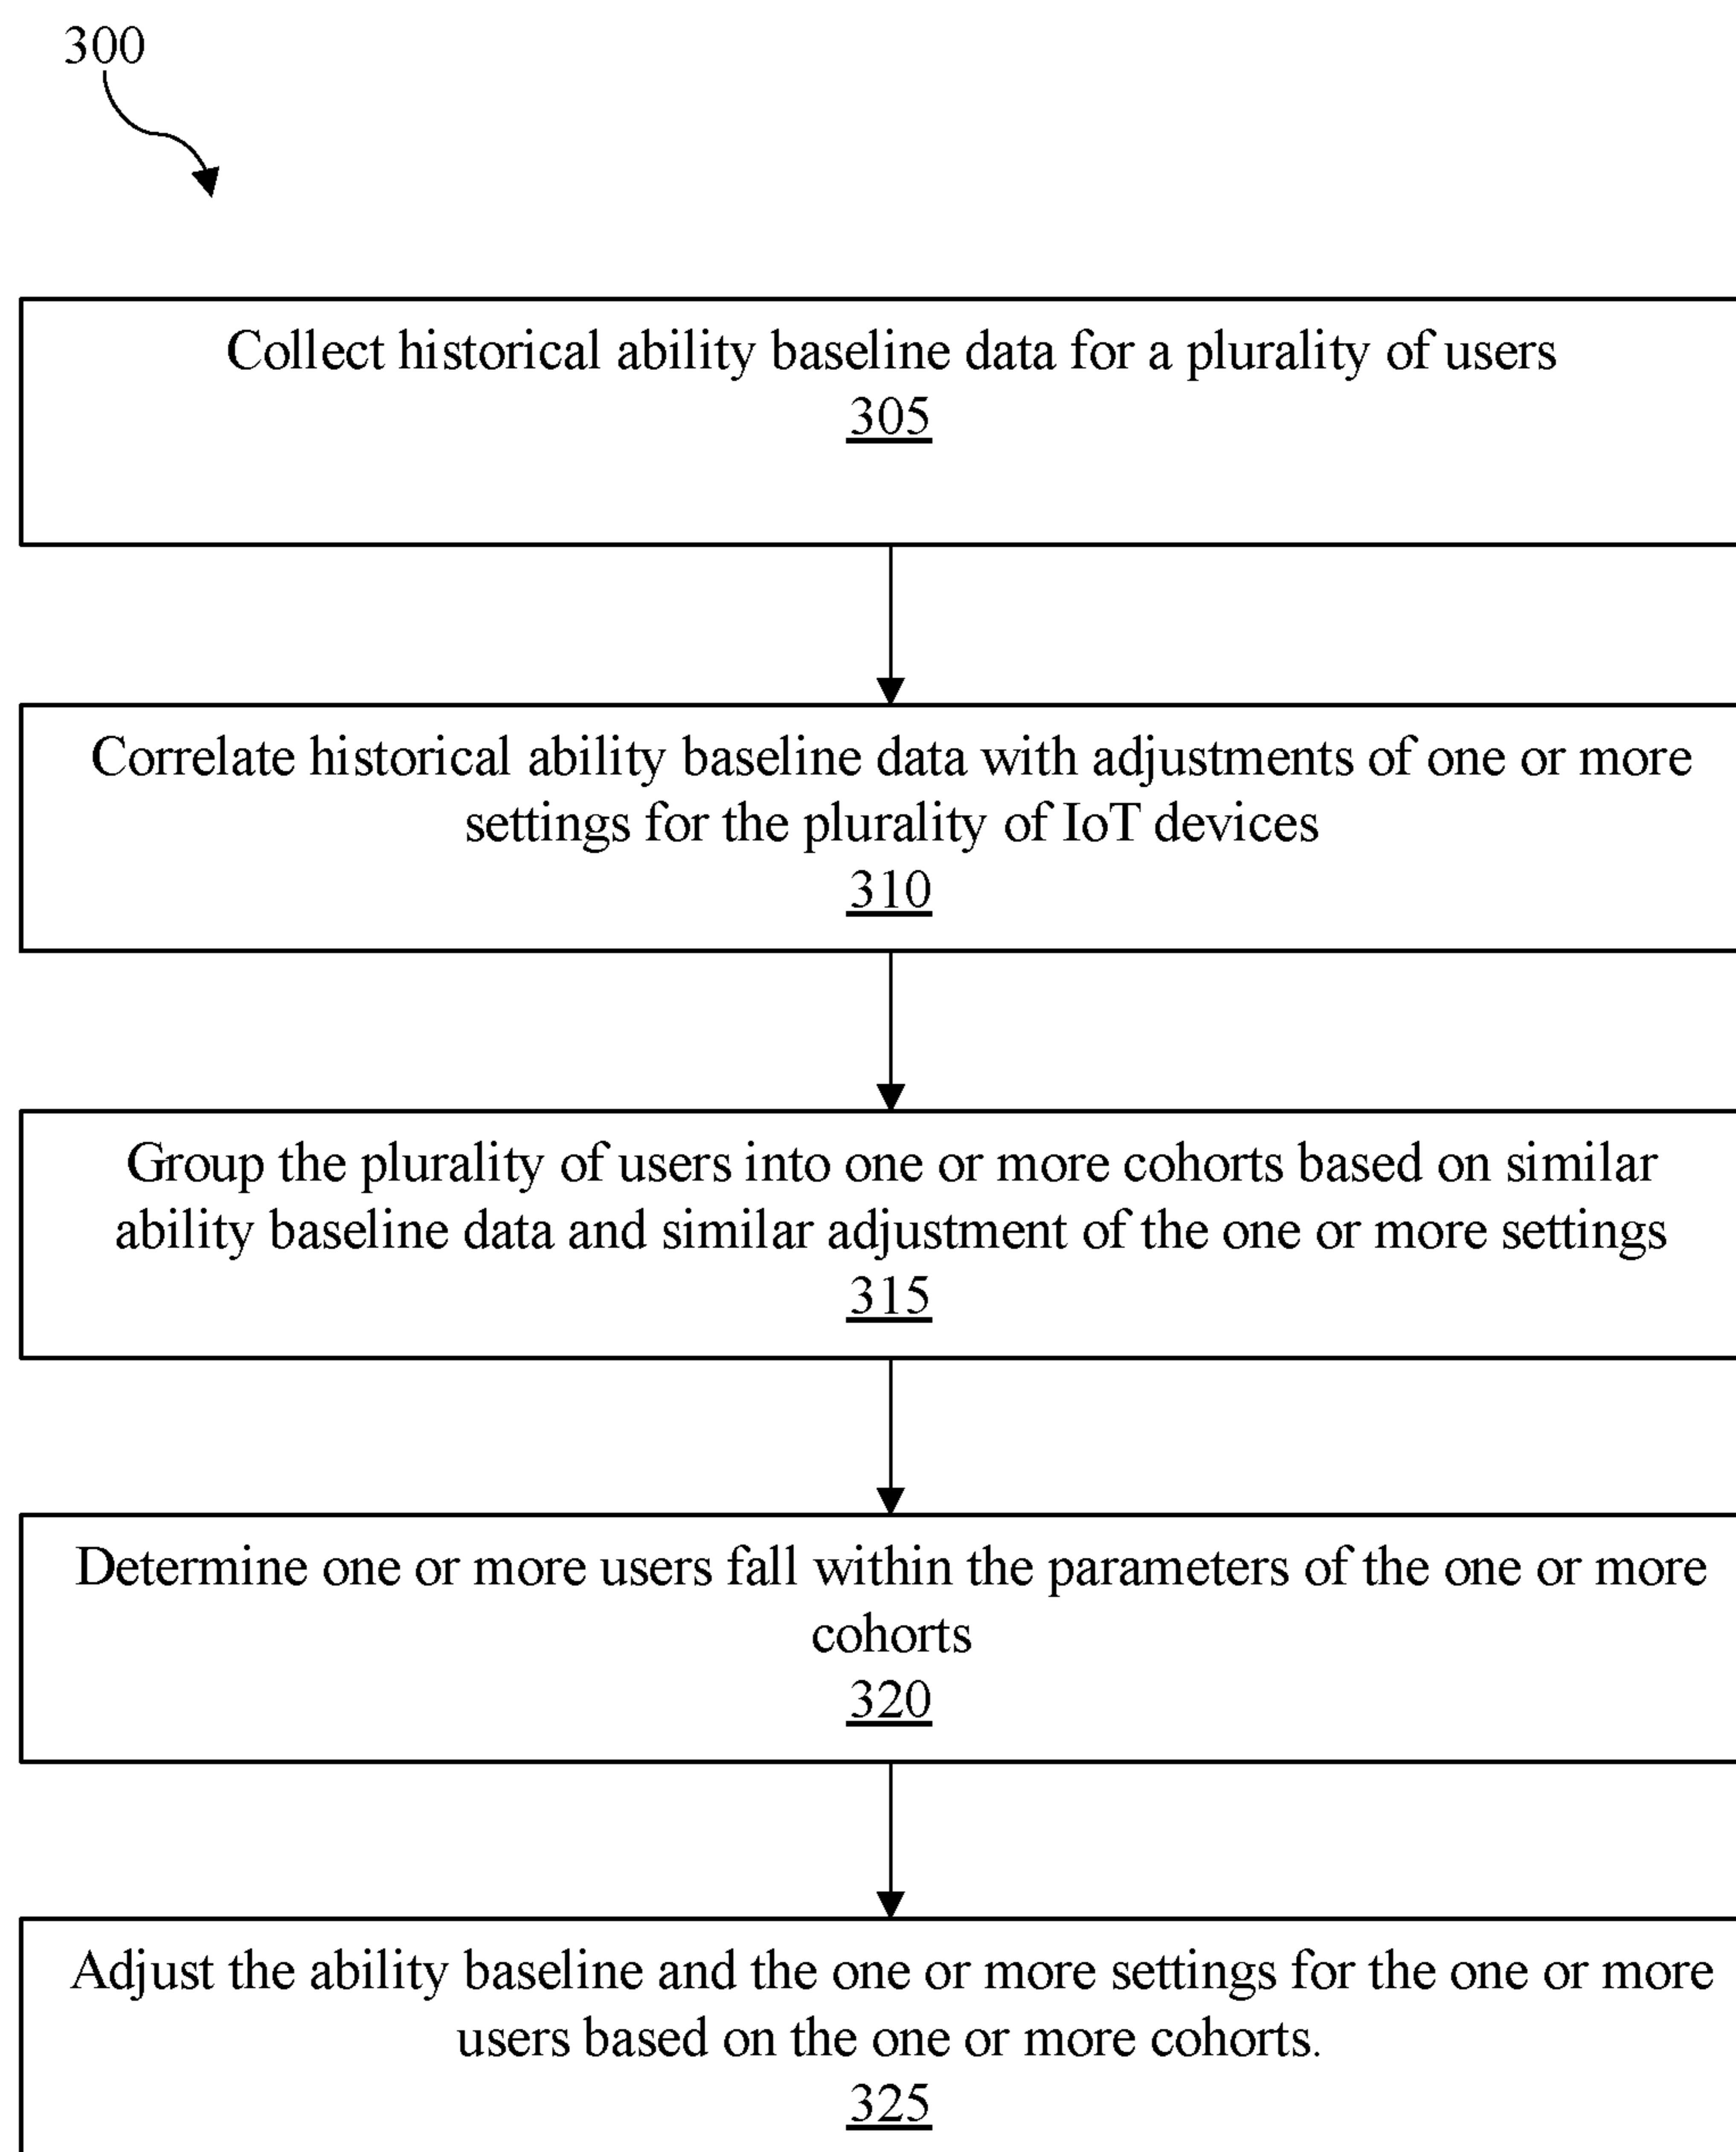 300
Collect historical ability baseline data for a plurality of users
305
Correlate historical ability baseline data with adjustments of one or more
settings for the plurality of IoT devices
310
Group the plurality of users into one or more cohorts based on similar
ability baseline data and similar adjustment of the one or more settings
315
Determine one or more users fall within the parameters of the one or more
cohorts
320
Adjust the ability baseline and the one or more settings for the one or more
users based on the one or more cohorts.
325